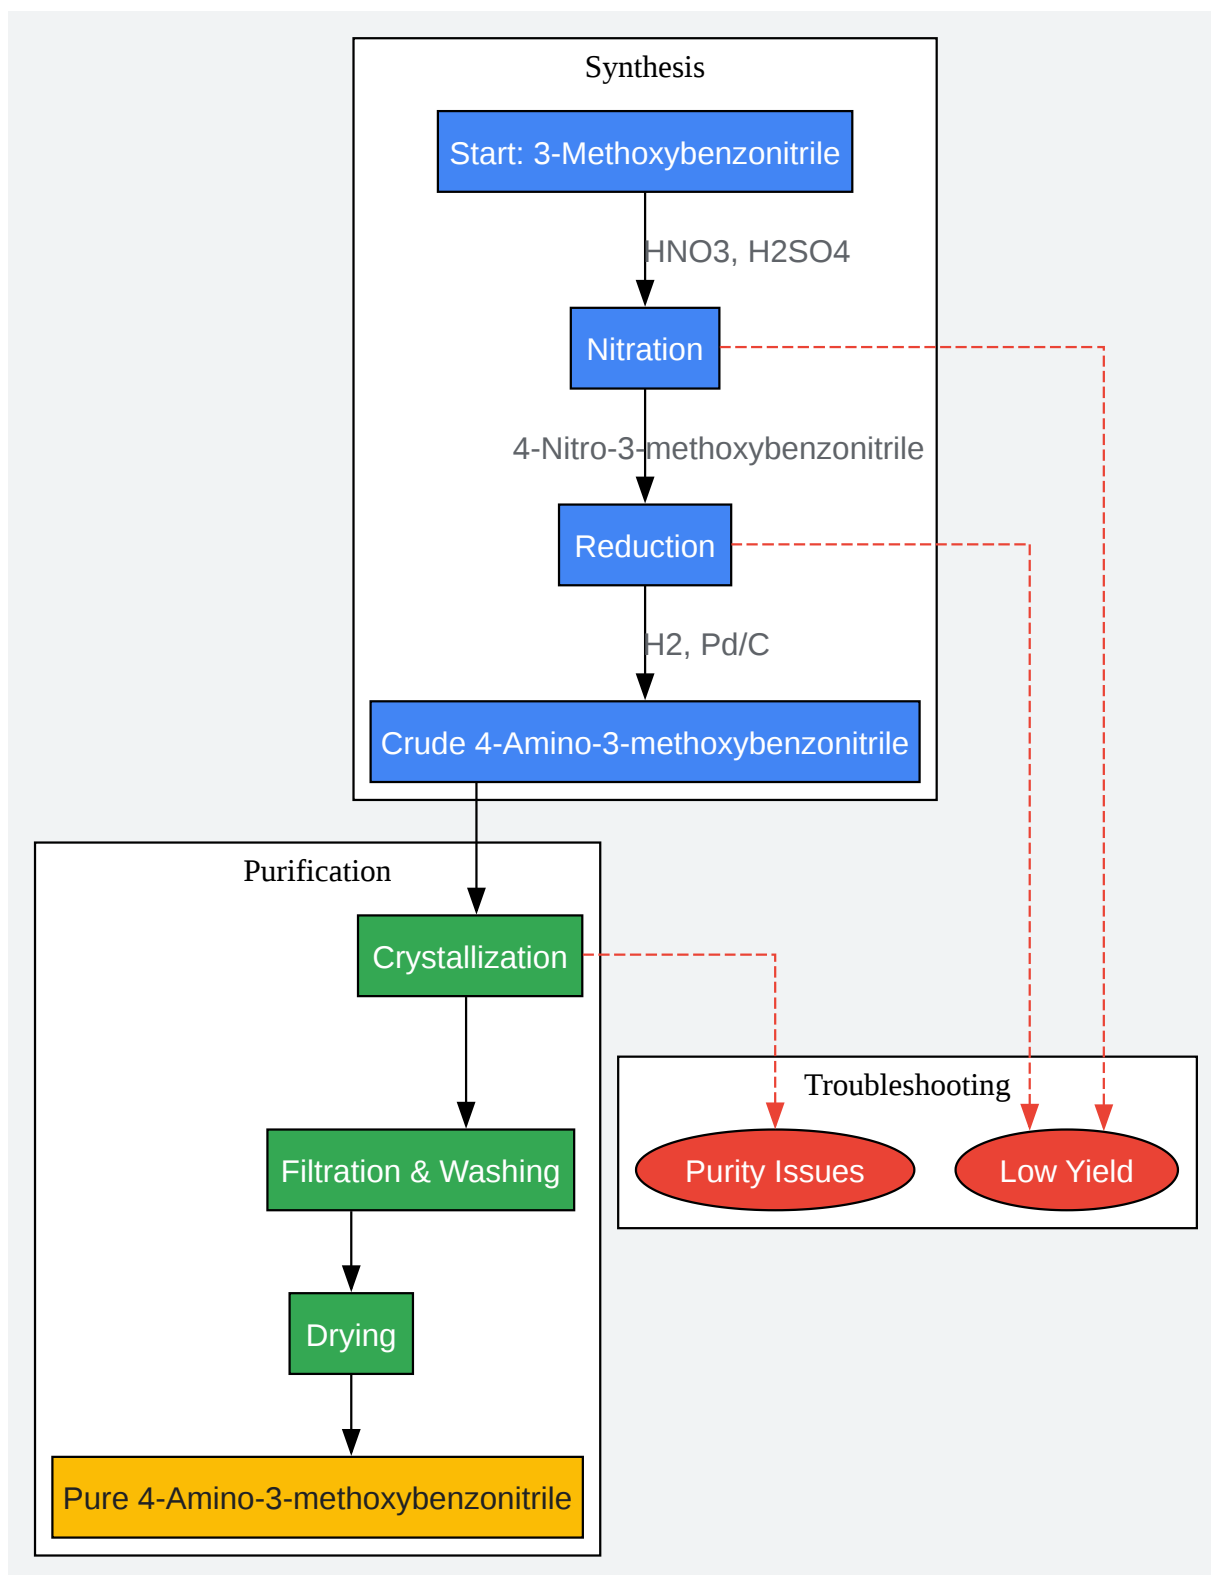 Synthesis
Start: 3-Methoxybenzonitrile
HNO3, H2SO4
Nitration
4-Nitro-3-methoxybenzonitrile
Reduction
H2, Pd/C
Crude 4-Amino-3-methoxybenzonitrile
Purification
Crystallization
Troubleshooting
Filtration & Washing
Purity Issues
Low Yield
Drying
Pure 4-Amino-3-methoxybenzonitrile